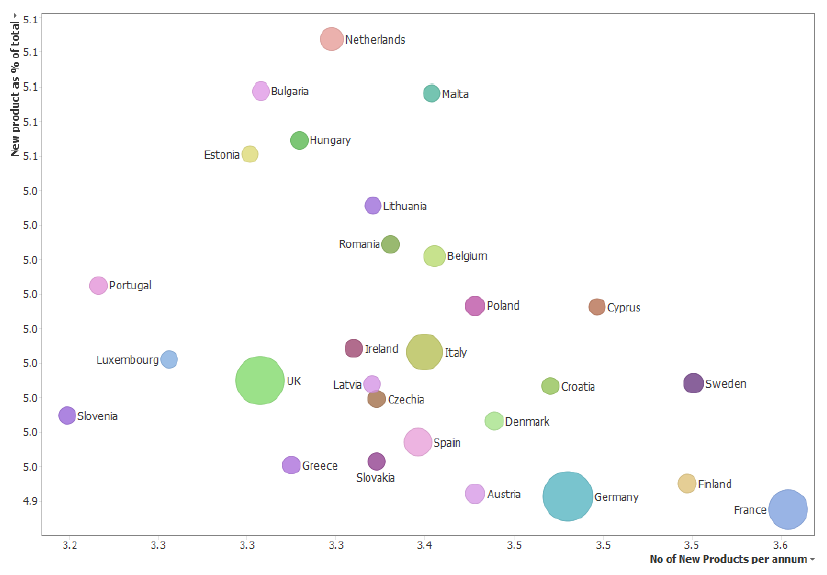 New product as % of total
5.1
5.1
5.1
5.1
5.1
5.0
5.0
5.0
5.0
5.0
5.0
5.0
5.0
5.0
4.9
Netherlands
Bulgaria
Malta
Hungary
Estonia
Lithuania
Romania
Belgium
Portugal
Poland
Cyprus
Ireland
Italy
Luxembourg
UK
Latva
Croatia
Sweden
Czechia
Slovenia
Denmark
Spain
Greece
Slovakia
Finland
Austria
Germany
France
3.2 3.3 3.3 3.3 3.4 3.5 3.5 3.5 3.6
No of New Products per annum